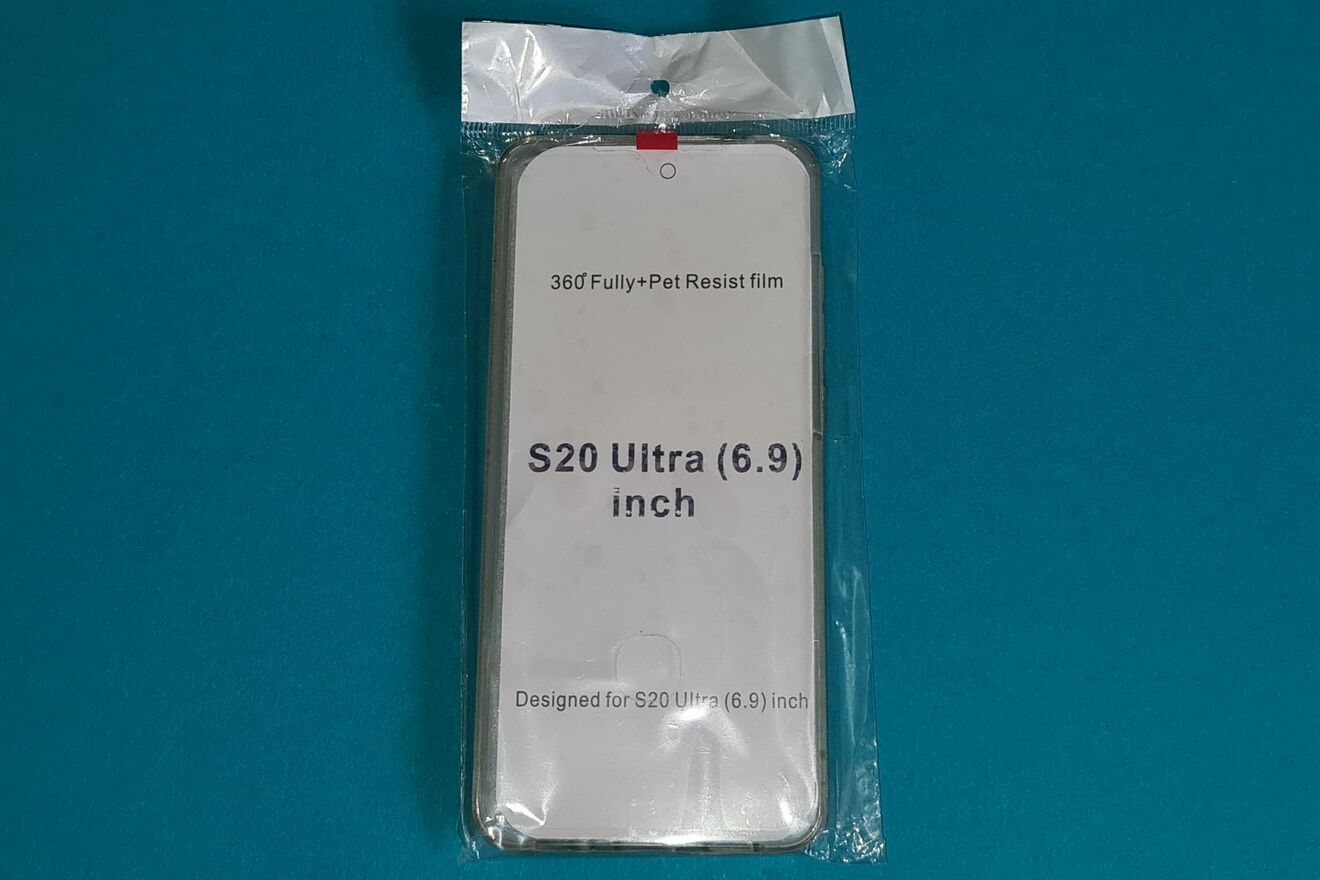 360° Fully+Pet Resist film
S20 Ultra (6.9)
inch
Designed for S20 Ultra (6.9) inch